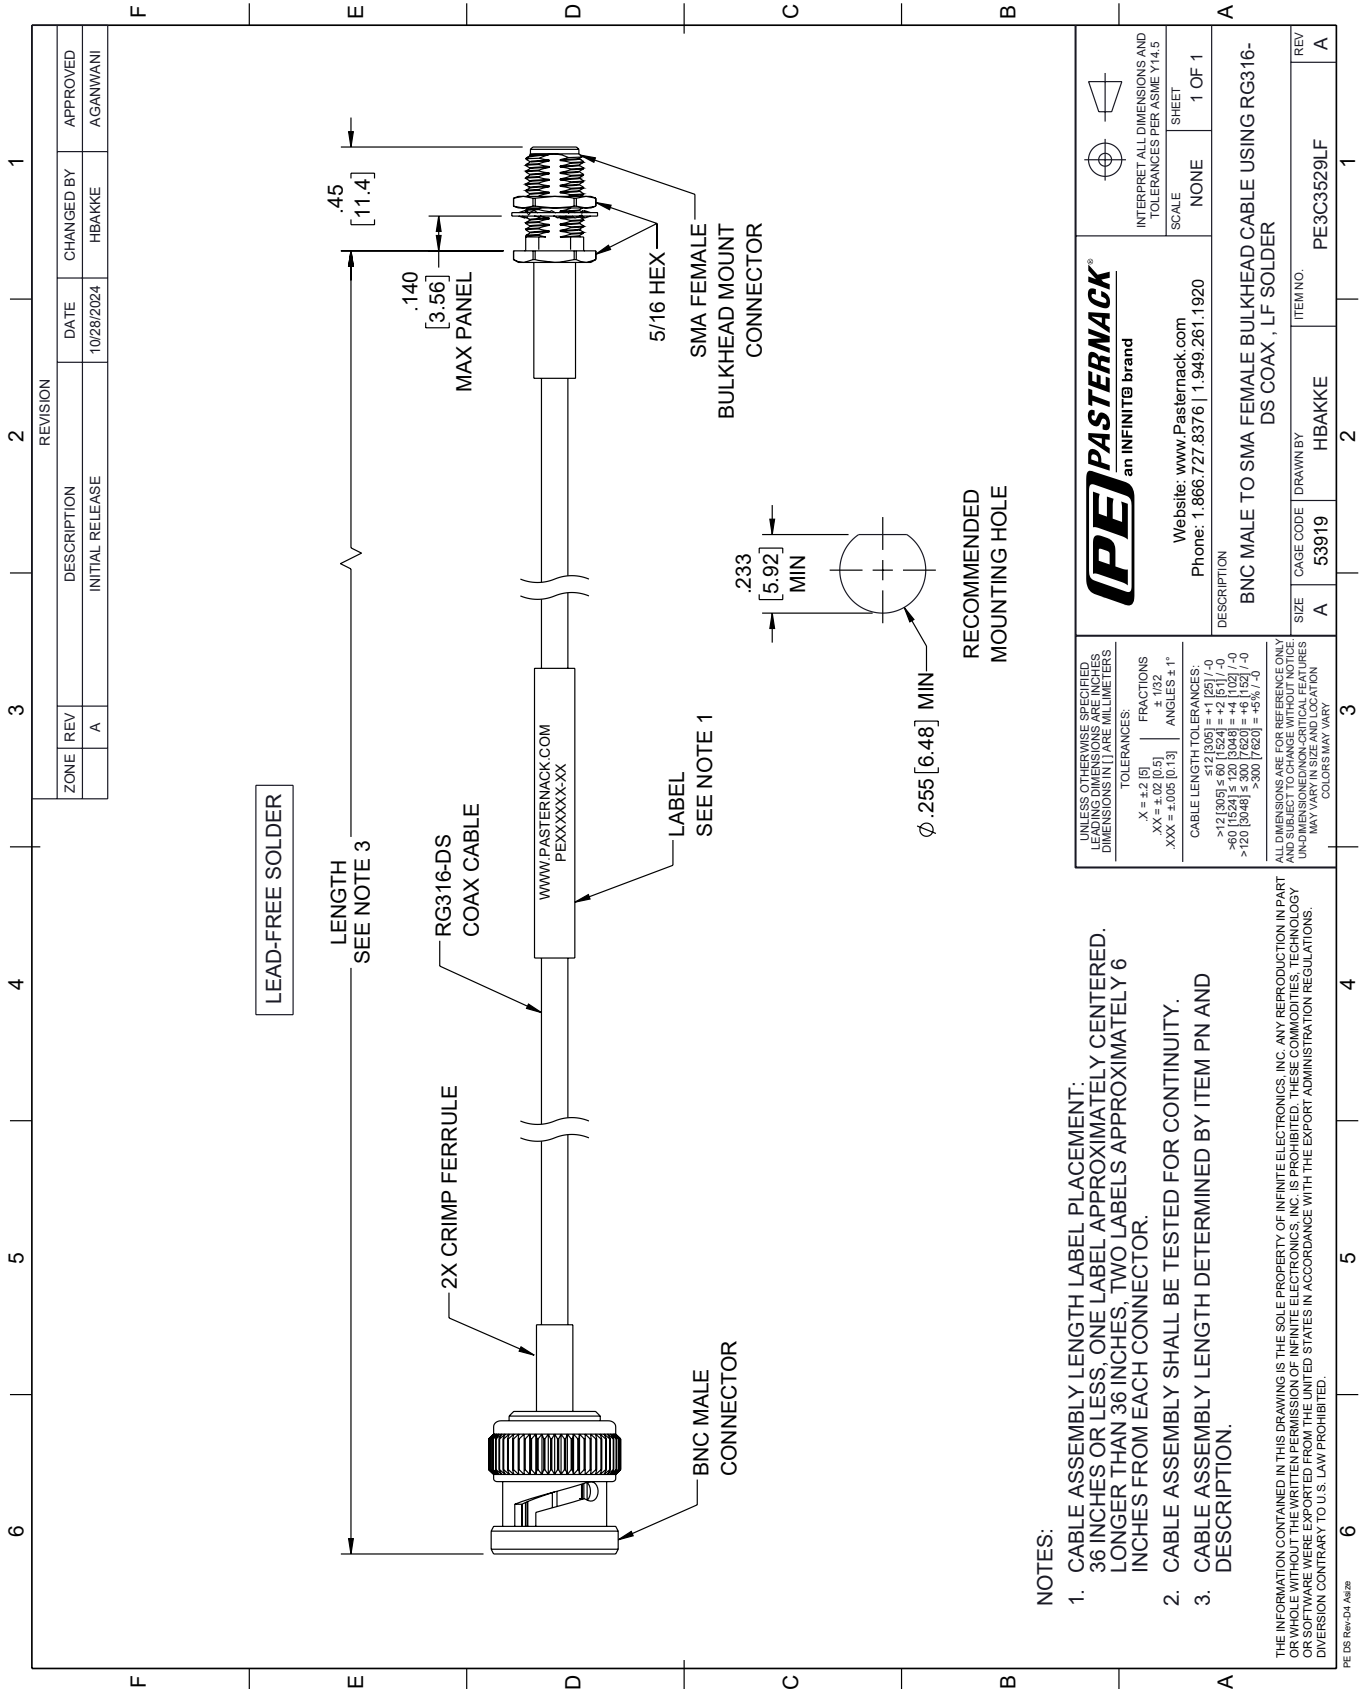 REVISION
ZONE REV DESCRIPTION DATE CHANGED BY APPROVED
A INITIAL RELEASE 10/28/2024 HBAKKE AGANWANI
6 5 4 3 2 1
F
E
D
C
B
A
LEAD-FREE SOLDER
LENGTH
SEE NOTE 3
.45
[11.4]
.140
[3.56]
MAX PANEL
2X CRIMP FERRULE
RG316-DS
COAX CABLE
WWW.PASTERNACK.COM
PEXXXXXX-XX
5/16 HEX
BNC MALE
CONNECTOR
LABEL
SEE NOTE 1
SMA FEMALE
BULKHEAD MOUNT
CONNECTOR
.233
[5.92]
MIN
Ø.255 [6.48] MIN
RECOMMENDED
MOUNTING HOLE
NOTES:
1. CABLE ASSEMBLY LENGTH LABEL PLACEMENT:
36 INCHES OR LESS, ONE LABEL APPROXIMATELY CENTERED.
LONGER THAN 36 INCHES, TWO LABELS APPROXIMATELY 6
INCHES FROM EACH CONNECTOR.
2. CABLE ASSEMBLY SHALL BE TESTED FOR CONTINUITY.
3. CABLE ASSEMBLY LENGTH DETERMINED BY ITEM PN AND
DESCRIPTION.
THE INFORMATION CONTAINED IN THIS DRAWING IS THE SOLE PROPERTY OF INFINITE ELECTRONICS, INC. ANY REPRODUCTION IN PART
OR WHOLE WITHOUT THE WRITTEN PERMISSION OF INFINITE ELECTRONICS, INC. IS PROHIBITED. THESE COMMODITIES, TECHNOLOGY
OR SOFTWARE WERE EXPORTED FROM THE UNITED STATES IN ACCORDANCE WITH THE EXPORT ADMINISTRATION REGULATIONS.
DIVERSION CONTRARY TO U.S. LAW PROHIBITED.
UNLESS OTHERWISE SPECIFIED
LEADING DIMENSIONS ARE INCHES
DIMENSIONS IN [ ] ARE MILLIMETERS
TOLERANCES:
.X = ±.2 [5] FRACTIONS
.XX = ±.02 [0.5] ± 1/32
.XXX = ±.005 [0.13] ANGLES ± 1°
CABLE LENGTH TOLERANCES:
≤12 [305] = +1 [25] / -0
>12 [305] ≤ 60 [1524] = +2 [51] / -0
>60 [1524] ≤ 120 [3048] = +4 [102] / -0
>120 [3048] ≤ 300 [7620] = +6 [152] / -0
>300 [7620] = +5% / -0
ALL DIMENSIONS ARE FOR REFERENCE ONLY
AND SUBJECT TO CHANGE WITHOUT NOTICE.
UN-DIMENSIONED/NON-CRITICAL FEATURES
MAY VARY IN SIZE AND LOCATION
COLORS MAY VARY
PE PASTERNACK®
an INFINIT@ brand
Website: www.Pasternack.com
Phone: 1.866.727.8376 | 1.949.261.1920
INTERPRET ALL DIMENSIONS AND
TOLERANCES PER ASME Y14.5
SCALE SHEET
NONE 1 OF 1
DESCRIPTION
BNC MALE TO SMA FEMALE BULKHEAD CABLE USING RG316-
DS COAX , LF SOLDER
SIZE CAGE CODE DRAWN BY ITEM NO. REV
A 53919 HBAKKE PE3C3529LF A
6 5 4 3 2 1
F
E
D
C
B
A
PE DS Rev-D4 Asize